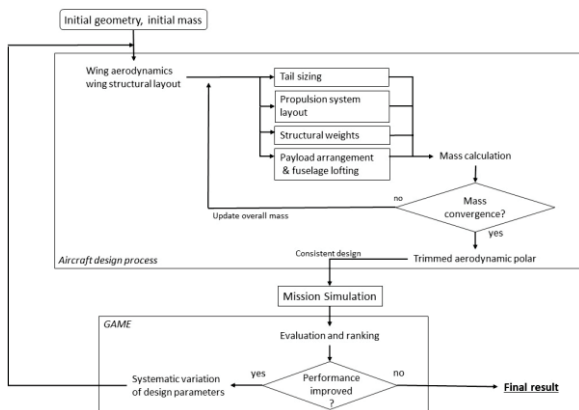 Initial geometry, initial mass
Wing aerodynamics
wing structural layout
Tail sizing
Propulsion system
layout
Structural weights
Payload arrangement
& fuselage lofting
Mass calculation
no
Mass
convergence?
Update overall mass
yes
Aircraft design process
Consistent design
Trimmed aerodynamic polar
Mission Simulation
GAME
Evaluation and ranking
Systematic variation
of design parameters
yes
Performance
improved
?
no
Final result